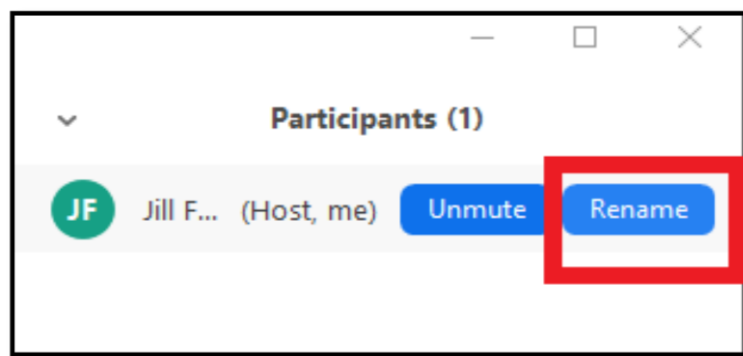 Participants (1)
JF Jill F... (Host, me) Unmute Rename